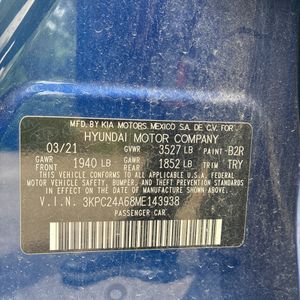 MFD. BY KIA MOTORS MEXICO S.A DE C.V. FOR
HYUNDAI MOTOR COMPANY
03/21 GVWR 3527 LB PAINT B2R
GAWR FRONT 1940 LB GAWR REAR 1852 LB TRIM TRY
THIS VEHICLE CONFORMS TO ALL APPLICABLE
U.S. FEDERAL MOTOR VEHICLE SAFETY,
BUMPER, AND THEFT PREVENTION STANDARDS
IN EFFECT ON THE DATE OF MANUFACTURE
SHOWN ABOVE.
V.I.N. 3KPC24A68ME143938
PASSENGER CAR